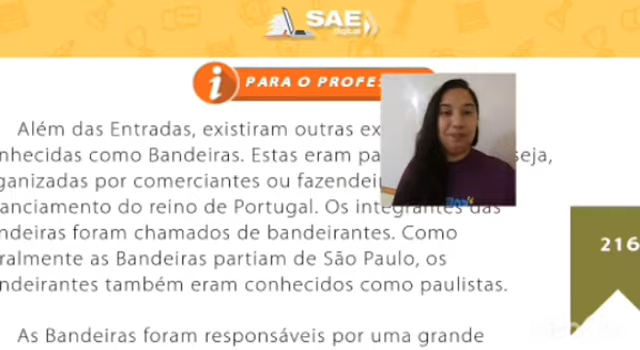 SAE
digital
i PARA O PROFES
Além das Entradas, existiram outras ex
nhecidas como Bandeiras. Estas eram pa seja,
ganizadas por comerciantes ou fazendei
anciamento do reino de Portugal. Os integrantes das
ndeiras foram chamados de bandeirantes. Como
ralmente as Bandeiras partiam de São Paulo, os
ndeirantes também eram conhecidos como paulistas.
216
As Bandeiras foram responsáveis por uma grande